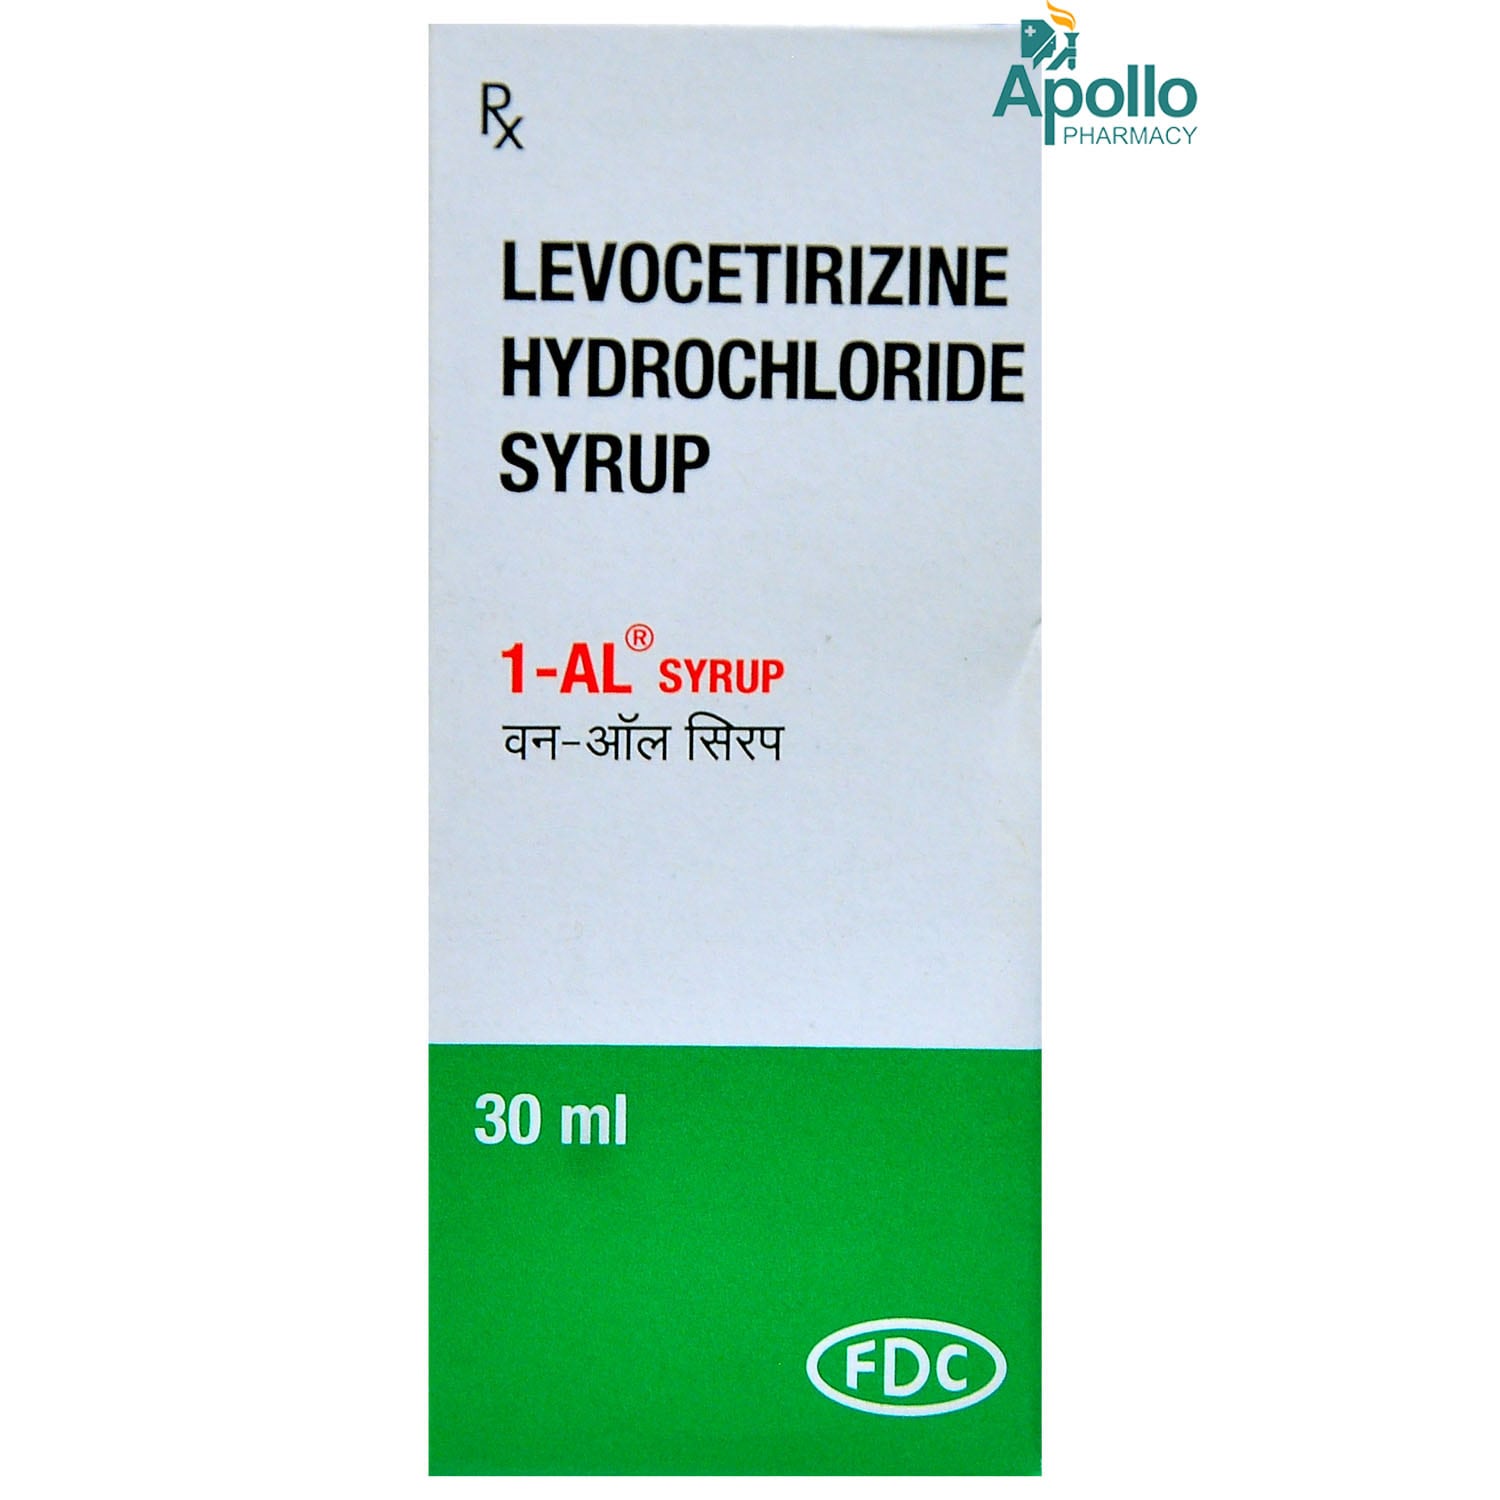 Apollo
PHARMACY
Rx
LEVOCETIRIZINE
HYDROCHLORIDE
SYRUP
1-AL® SYRUP
वन-ऑल सिरप
30 ml
FDC